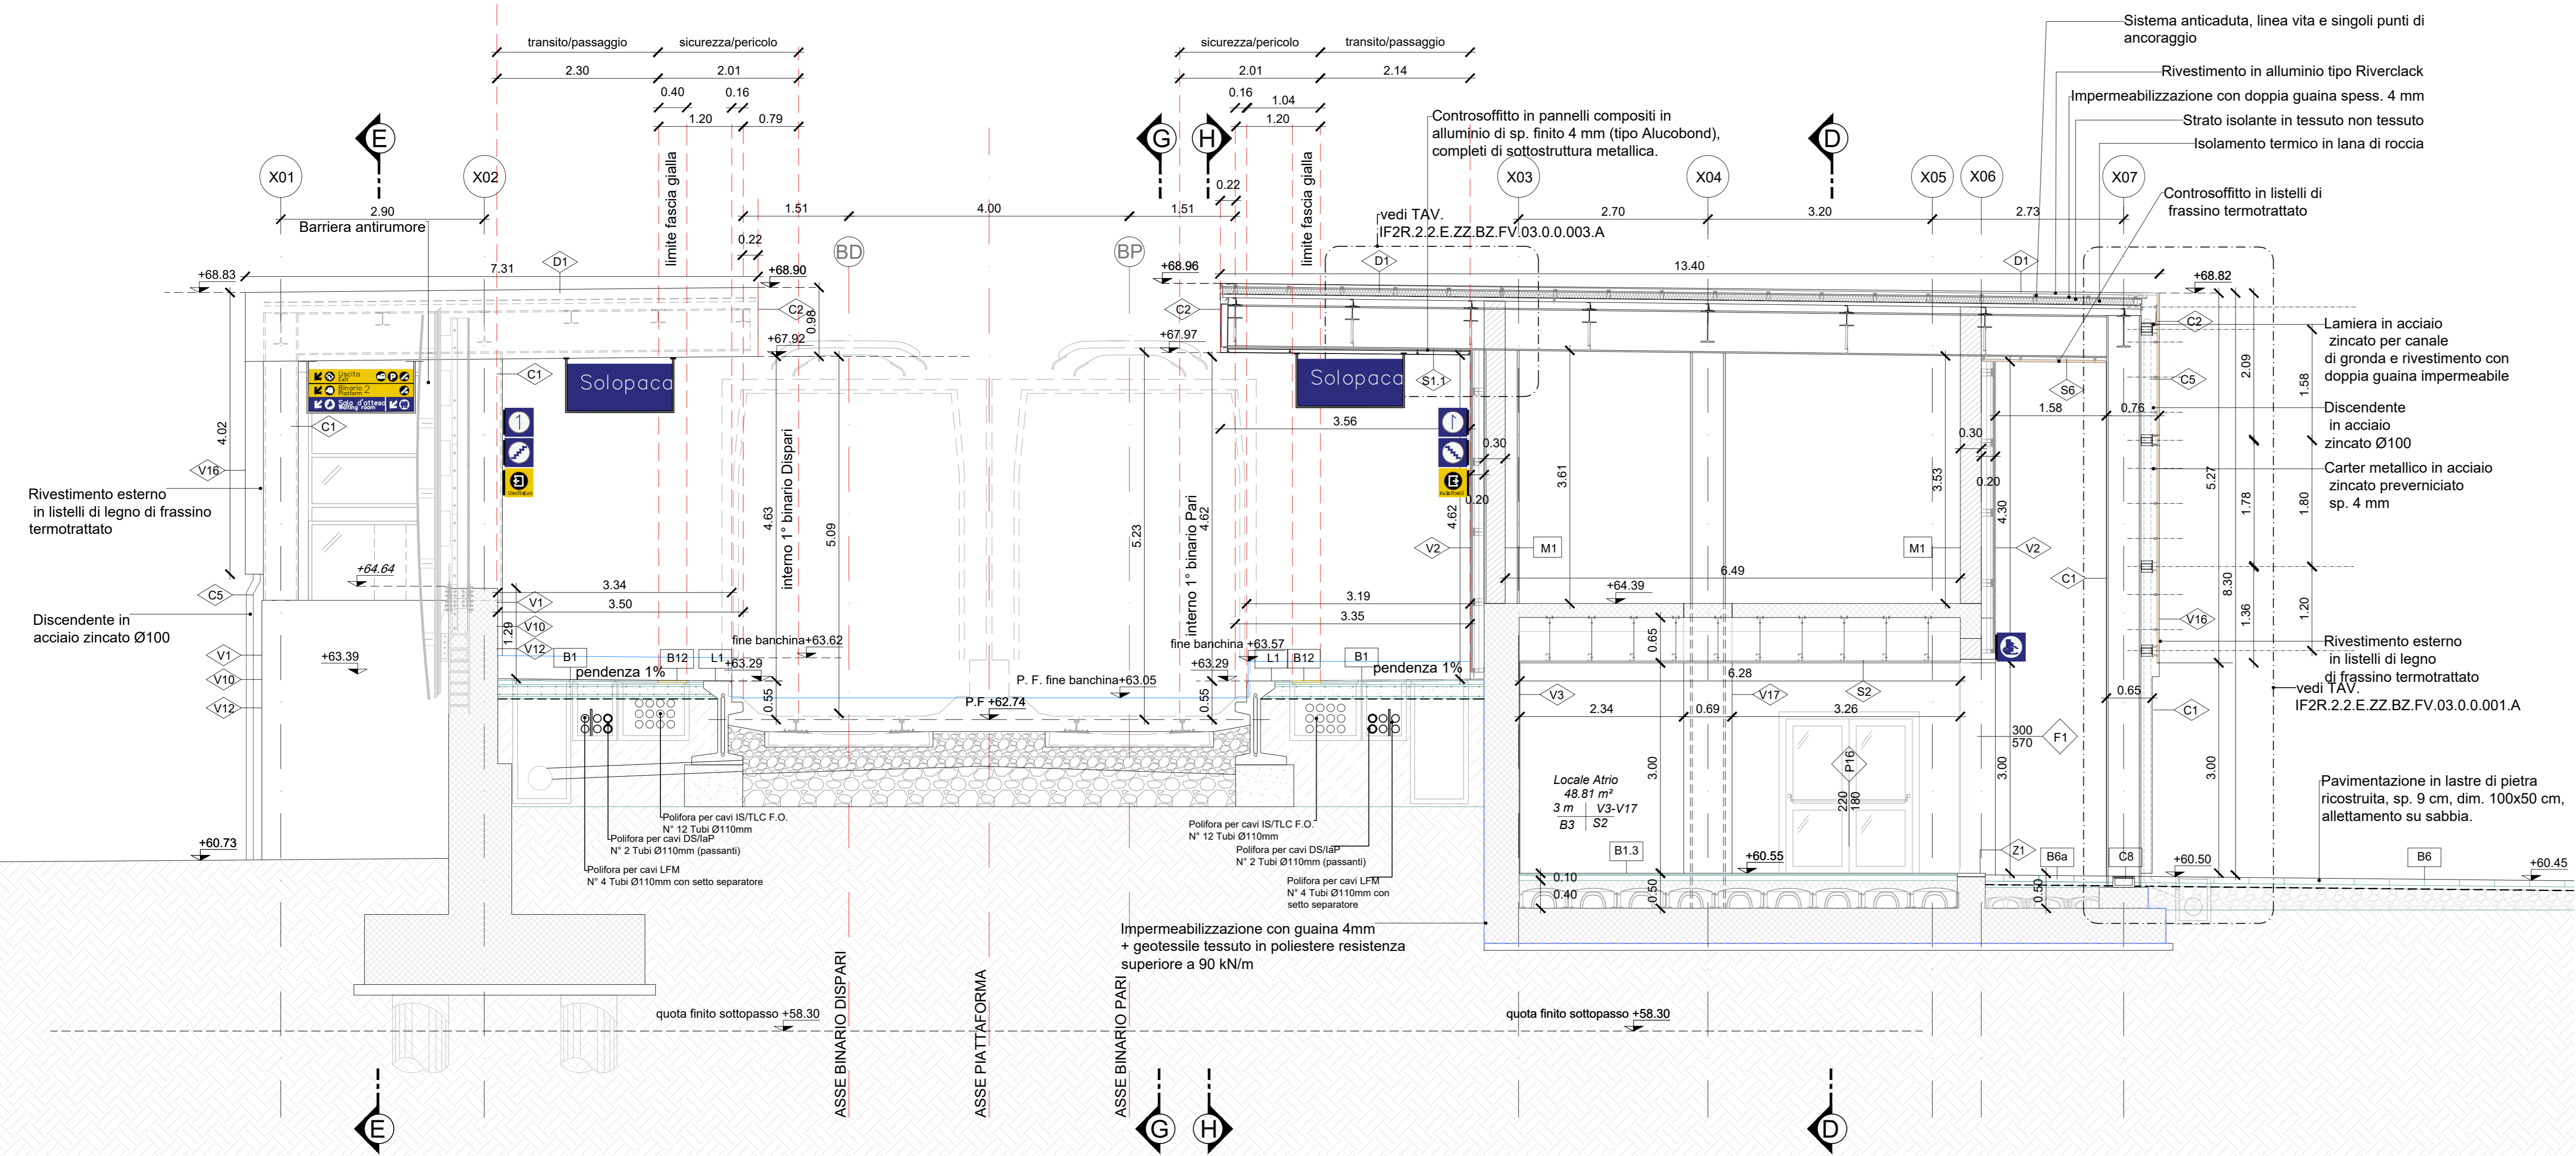 transito/passaggio
sicurezza/pericolo
2.30
2.01
0.40
0.16
1.20
0.79
sicurezza/pericolo
transito/passaggio
2.01
2.14
0.16
1.04
1.20
E
G
H
D
X01
X02
X03
X04
X05
X06
X07
2.90
Barriera antirumore
limite fascia gialla
0.22
1.51
4.00
1.51
0.22
limite fascia gialla
BD
BP
2.70
3.20
2.73
Controsoffitto in pannelli compositi in
alluminio di sp. finito 4 mm (tipo Alucobond),
completi di sottostruttura metallica.
vedi TAV.
IF2R.2.2.E.ZZ.BZ.FV.03.0.0.003.A
Sistema anticaduta, linea vita e singoli punti di
ancoraggio
Rivestimento in alluminio tipo Riverclack
Impermeabilizzazione con doppia guaina spess. 4 mm
Strato isolante in tessuto non tessuto
Isolamento termico in lana di roccia
Controsoffitto in listelli di
frassino termotrattato
+68.83
7.31
D1
+68.90
C2
0.98
+67.92
+68.96
C2
+67.97
D1
13.40
D1
+68.82
C2
Lamiera in acciaio
zincato per canale
di gronda e rivestimento con
doppia guaina impermeabile
C5
Discendente
in acciaio
zincato Ø100
Carter metallico in acciaio
zincato preverniciato
sp. 4 mm
Uscita
Exit
Binario 2
Platform
Sala d'attesa
Waiting room
Solopaca
Solopaca
C1
C1
1
1
Uscita
Exit
S1.1
3.56
0.30
0.20
S6
1.58
0.76
0.30
0.20
2.09
1.58
5.27
1.78
1.80
8.30
1.36
1.20
4.02
V16
Rivestimento esterno
in listelli di legno di frassino
termotrattato
+64.64
C5
Discendente in
acciaio zincato Ø100
V1
V10
V12
+63.39
interno 1° binario Dispari
4.63
5.09
5.23
interno 1° binario Pari
4.62
4.62
3.61
3.53
4.30
V2
M1
M1
V2
C1
V16
3.34
3.50
3.19
3.35
6.49
+64.39
1.29
V1
V10
V12
B1
B12
L1
pendenza 1%
+63.29
fine banchina+63.62
fine banchina +63.57
+63.29
L1
B12
B1
pendenza 1%
P. F. fine banchina+63.05
P.F +62.74
0.55
0.55
0.65
6.28
V3
V17
S2
2.34
0.69
3.26
0.65
C1
Rivestimento esterno
in listelli di legno
di frassino termotrattato
vedi TAV.
IF2R.2.2.E.ZZ.BZ.FV.03.0.0.001.A
300
570
F1
3.00
3.00
3.00
P16
220
180
Locale Atrio
48.81 m²
3 m
V3-V17
B3
S2
Pavimentazione in lastre di pietra
ricostruita, sp. 9 cm, dim. 100x50 cm,
allettamento su sabbia.
Polifora per cavi IS/TLC F.O.
N° 12 Tubi Ø110mm
Polifora per cavi DS/IaP
N° 2 Tubi Ø110mm (passanti)
Polifora per cavi LFM
N° 4 Tubi Ø110mm con setto separatore
Polifora per cavi IS/TLC F.O.
N° 12 Tubi Ø110mm
Polifora per cavi DS/IaP
N° 2 Tubi Ø110mm (passanti)
Polifora per cavi LFM
N° 4 Tubi Ø110mm con
setto separatore
+60.73
B1.3
+60.55
Z1
B6a
C8
+60.50
B6
+60.45
0.10
0.40
0.50
0.50
Impermeabilizzazione con guaina 4mm
+ geotessile tessuto in poliestere resistenza
superiore a 90 kN/m
quota finito sottopasso +58.30
quota finito sottopasso +58.30
ASSE BINARIO DISPARI
ASSE PIATTAFORMA
ASSE BINARIO PARI
E
G
H
D